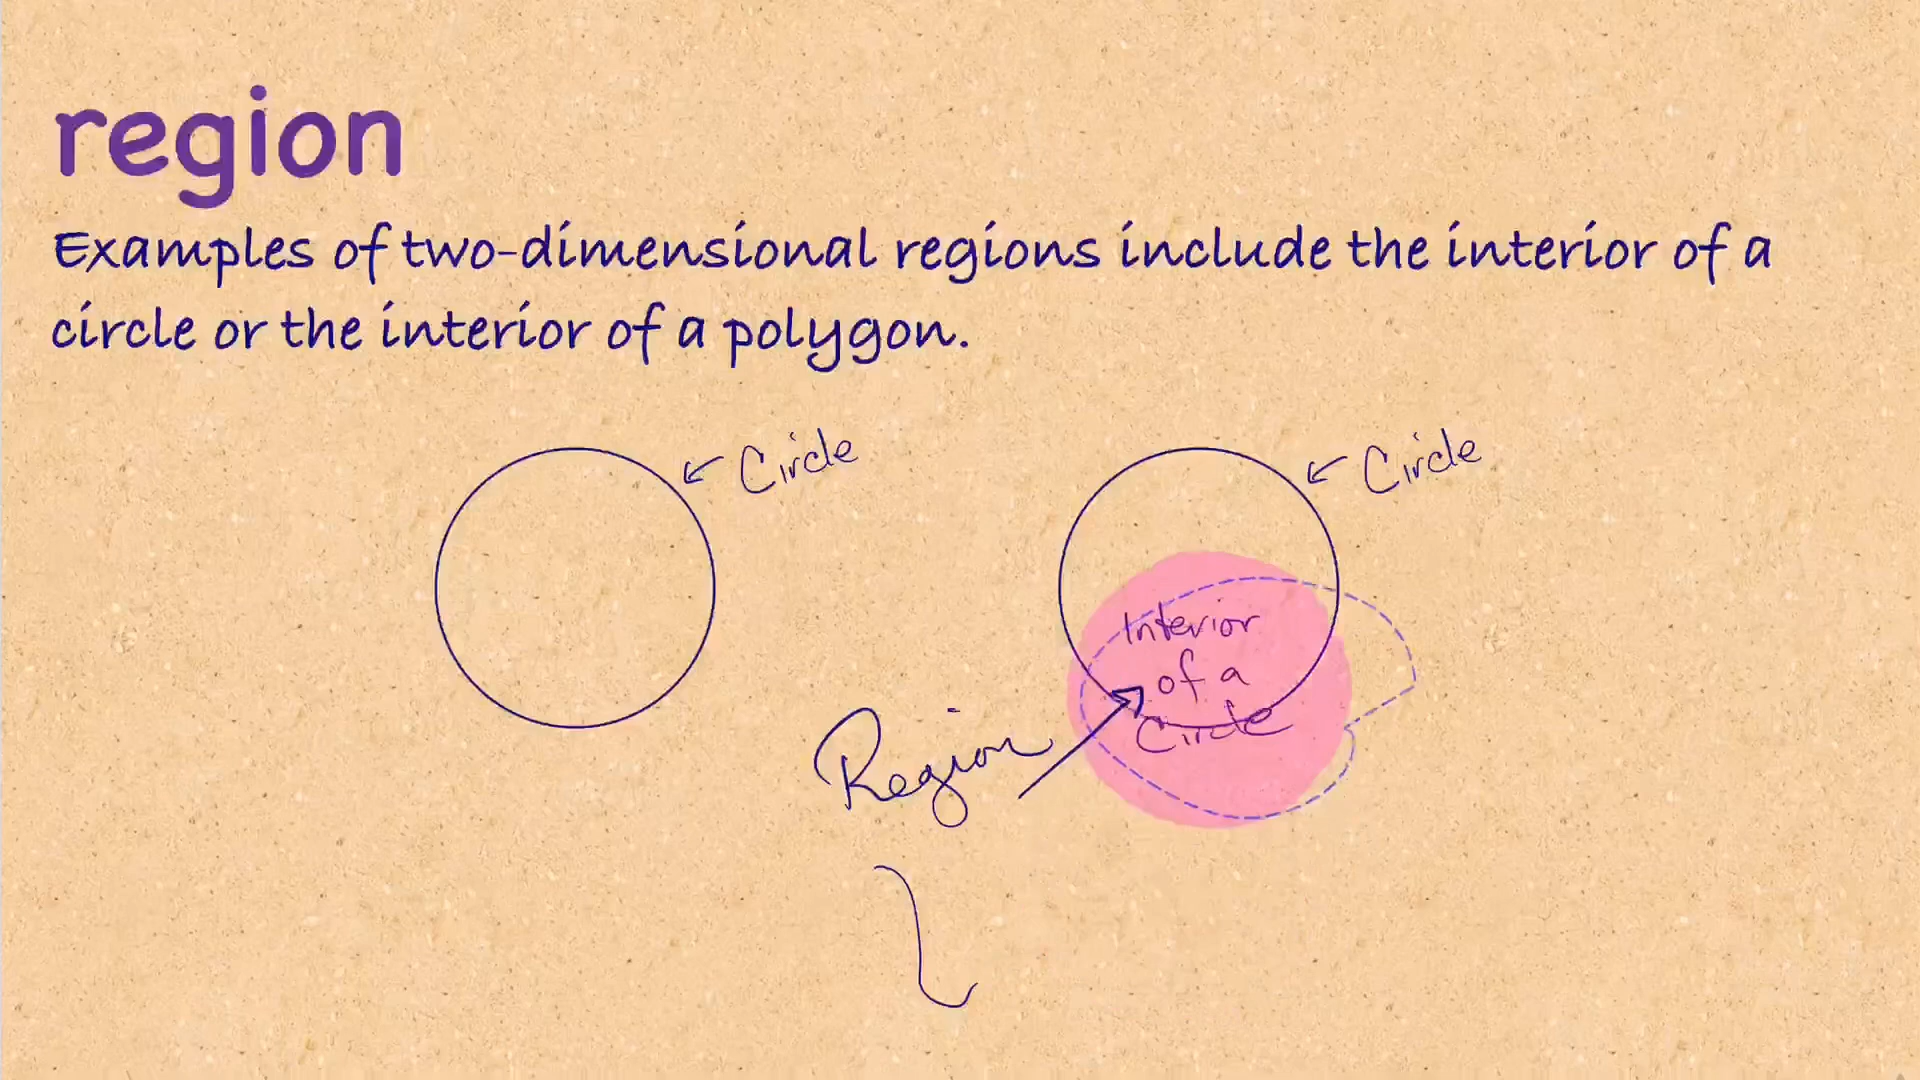 region
Examples of two-dimensional regions include the interior of a
circle or the interior of a polygon.
Circle
Circle
Interior
of a
Circle
Region